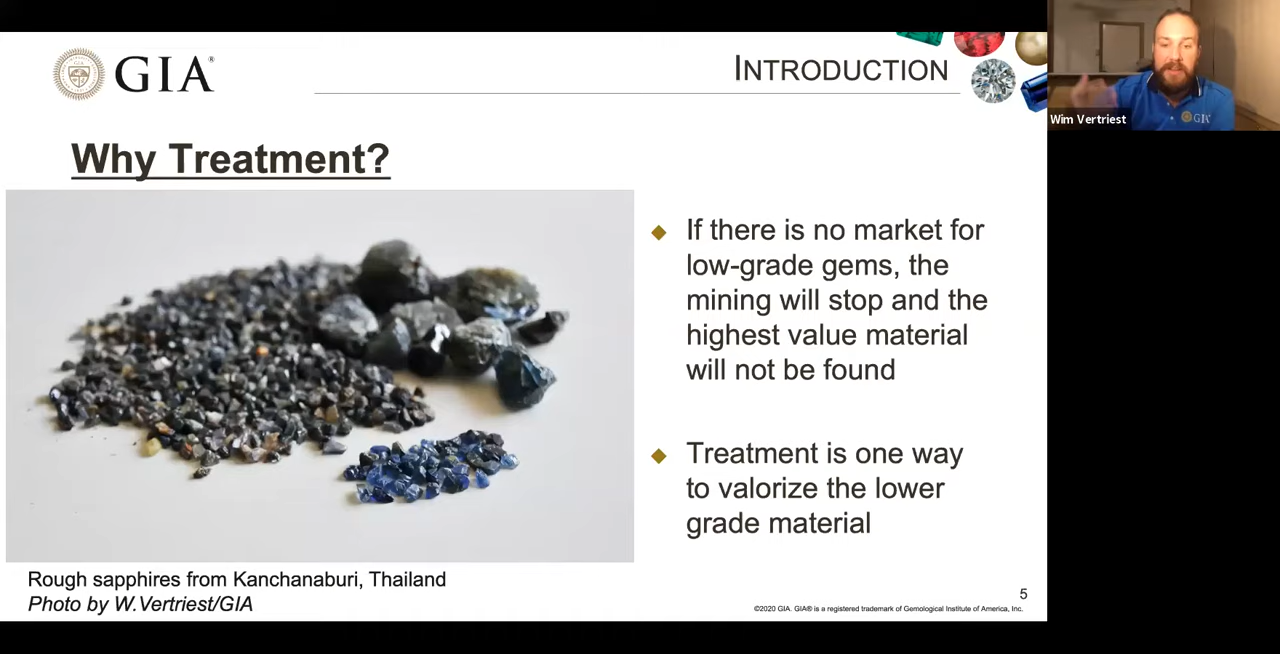 GIA®
INTRODUCTION
Wim Vertriest
GIA
Why Treatment?
If there is no market for
low-grade gems, the
mining will stop and the
highest value material
will not be found
Treatment is one way
to valorize the lower
grade material
Rough sapphires from Kanchanaburi, Thailand
Photo by W.Vertriest/GIA
5
©2020 GIA. GIA® is a registered trademark of Gemological Institute of America, Inc.